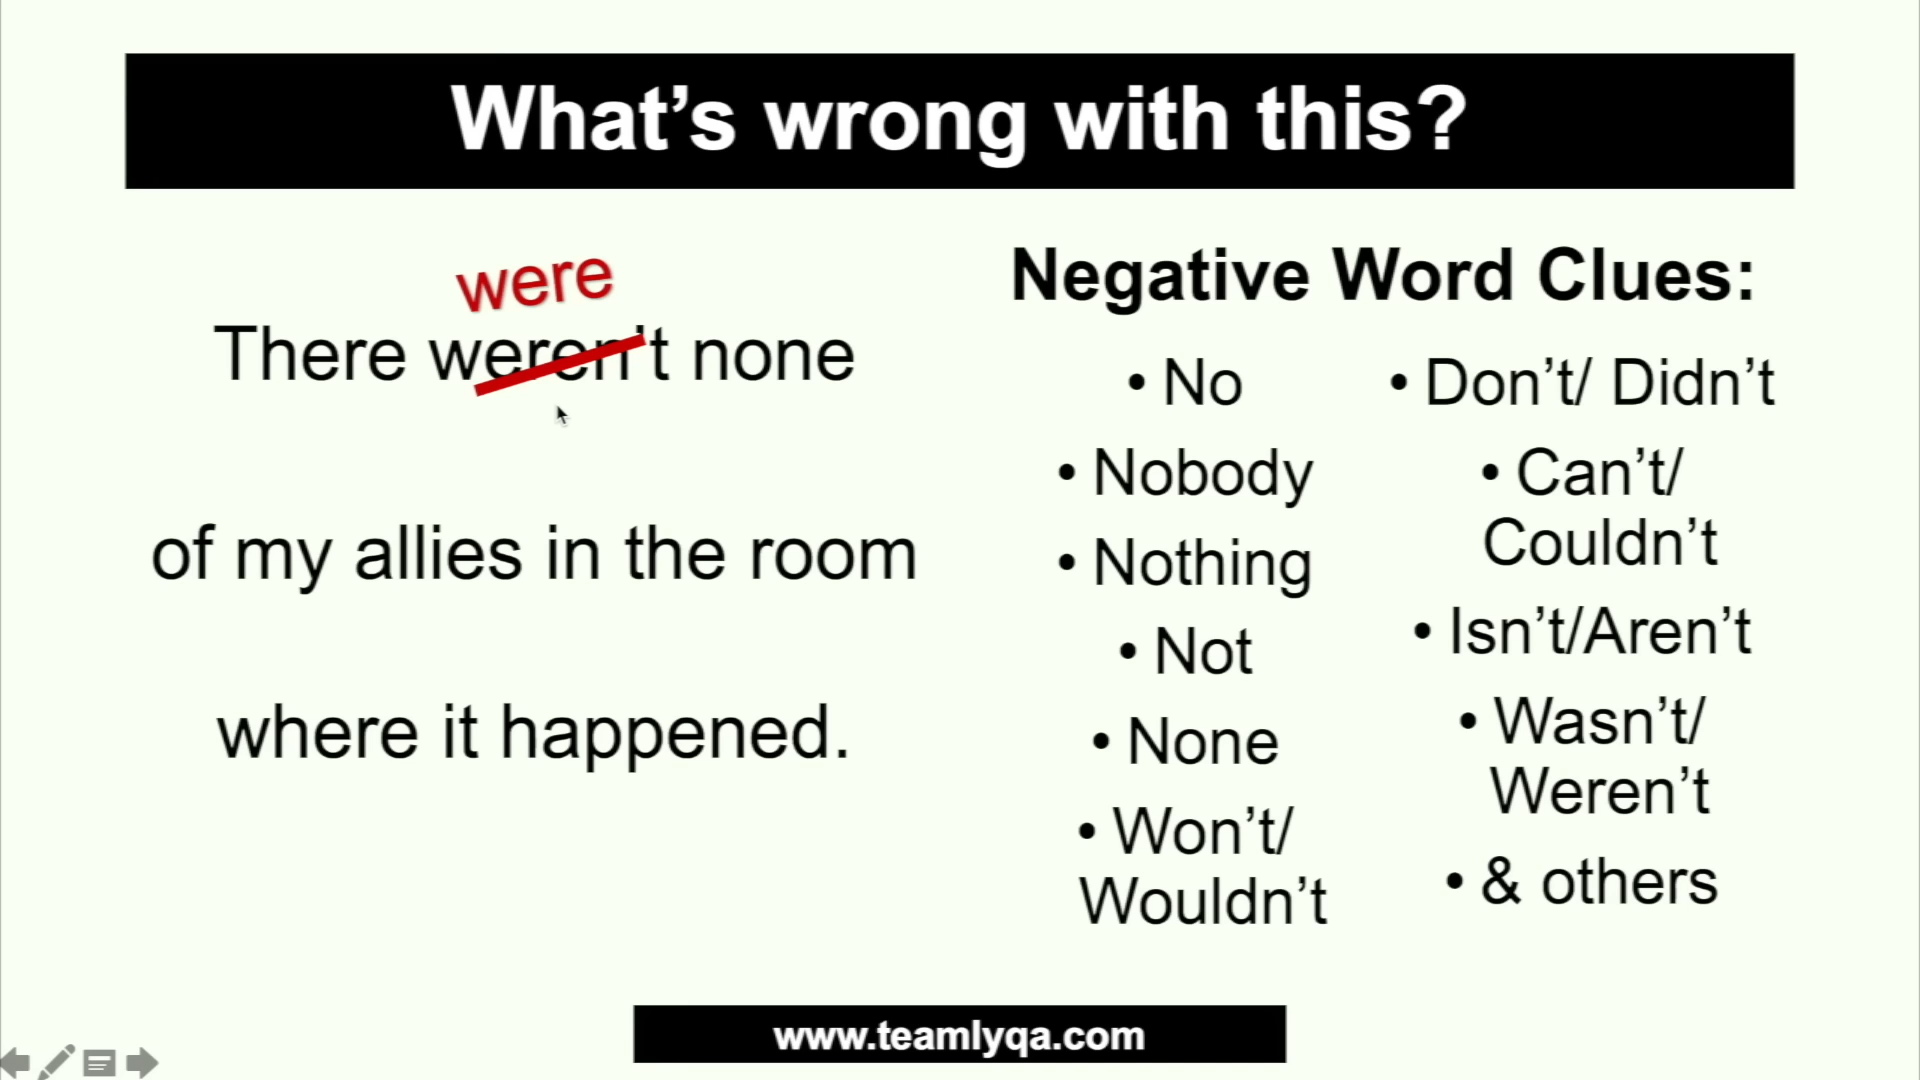 What’s wrong with this?
were
There weren’t none
of my allies in the room
where it happened.
Negative Word Clues:
• No
• Nobody
• Nothing
• Not
• None
• Won’t/
Wouldn’t
• Don’t/ Didn’t
• Can’t/
Couldn’t
• Isn’t/Aren’t
• Wasn’t/
Weren’t
• & others
www.teamlyqa.com